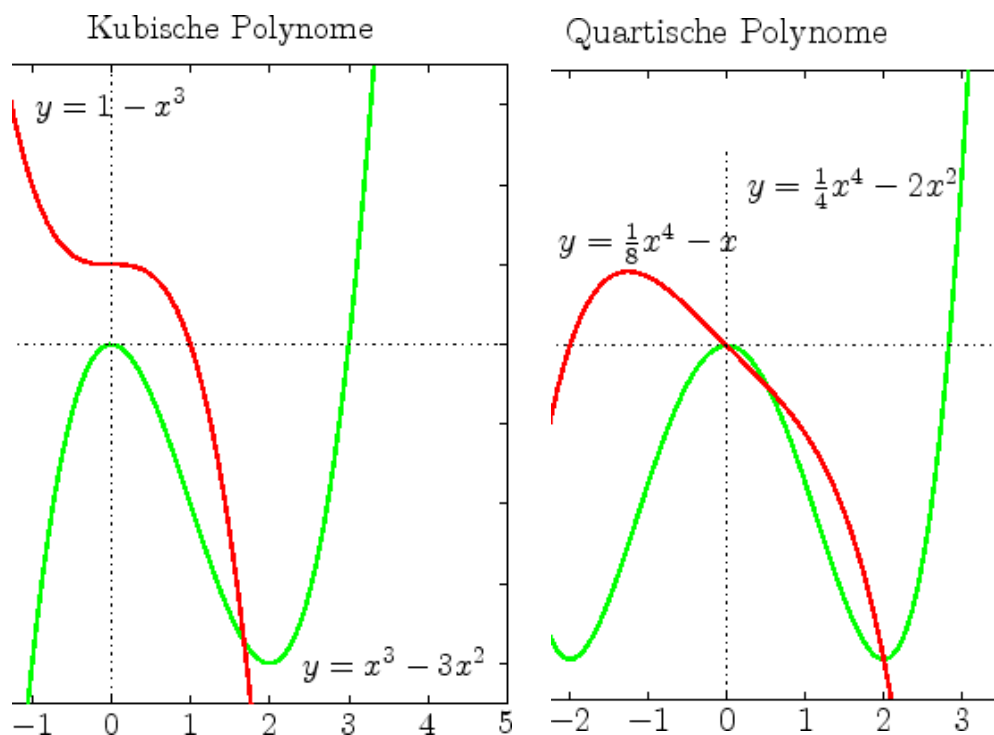 Kubische Polynome
y = 1 − x³
y = x³ − 3x²
−1 0 1 2 3 4 5
Quartische Polynome
y = ¼x⁴ − 2x²
y = ⅛x⁴ − x
−2 −1 0 1 2 3